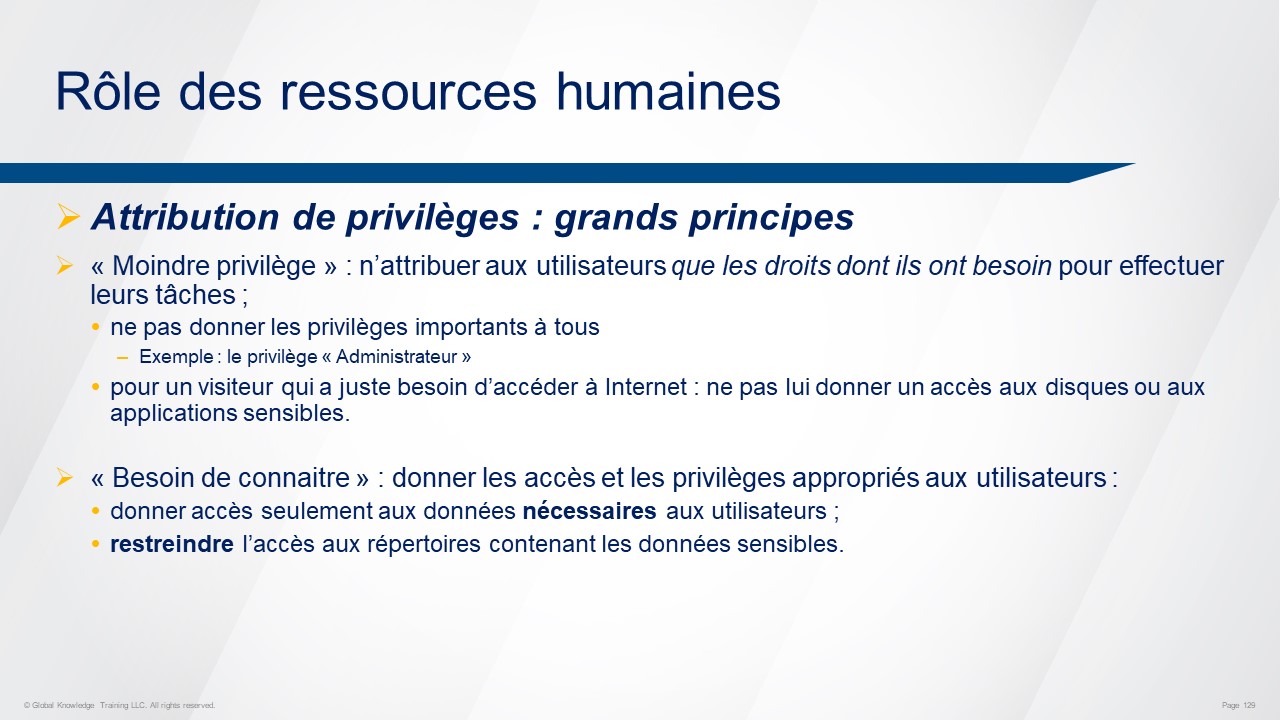 Rôle des ressources humaines
Attribution de privilèges : grands principes
« Moindre privilège » : n’attribuer aux utilisateurs que les droits dont ils ont besoin pour effectuer
leurs tâches ;
• ne pas donner les privilèges importants à tous
– Exemple : le privilège « Administrateur »
• pour un visiteur qui a juste besoin d’accéder à Internet : ne pas lui donner un accès aux disques ou aux
applications sensibles.
« Besoin de connaitre » : donner les accès et les privilèges appropriés aux utilisateurs :
• donner accès seulement aux données nécessaires aux utilisateurs ;
• restreindre l’accès aux répertoires contenant les données sensibles.
© Global Knowledge Training LLC. All rights reserved.
Page 129